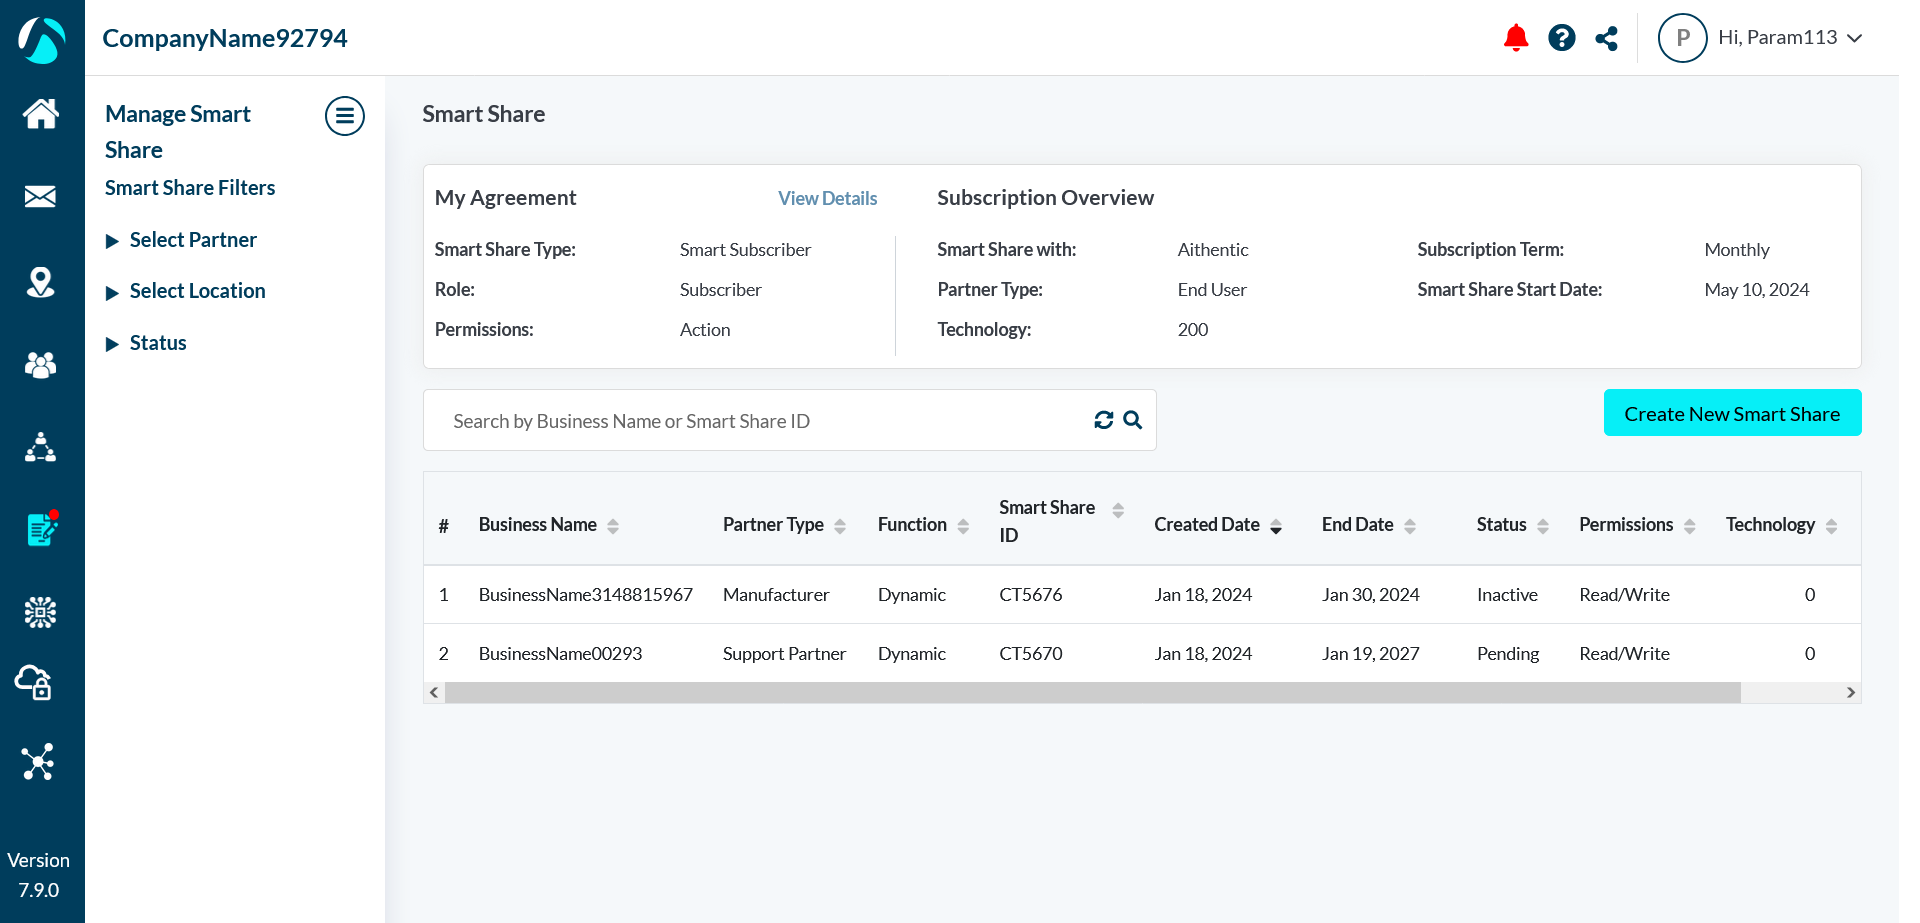 CompanyName92794
P
Hi, Param113
Manage Smart
Share
Smart Share Filters
Select Partner
Select Location
Status
Version
7.9.0
Smart Share
My Agreement View Details
Smart Share Type: Smart Subscriber
Role: Subscriber
Permissions: Action
Subscription Overview
Smart Share with: Aithentic Subscription Term: Monthly
Partner Type: End User Smart Share Start Date: May 10, 2024
Technology: 200
Search by Business Name or Smart Share ID
Create New Smart Share
# Business Name Partner Type Function Smart Share ID Created Date End Date Status Permissions Technology
1 BusinessName3148815967 Manufacturer Dynamic CT5676 Jan 18, 2024 Jan 30, 2024 Inactive Read/Write 0
2 BusinessName00293 Support Partner Dynamic CT5670 Jan 18, 2024 Jan 19, 2027 Pending Read/Write 0